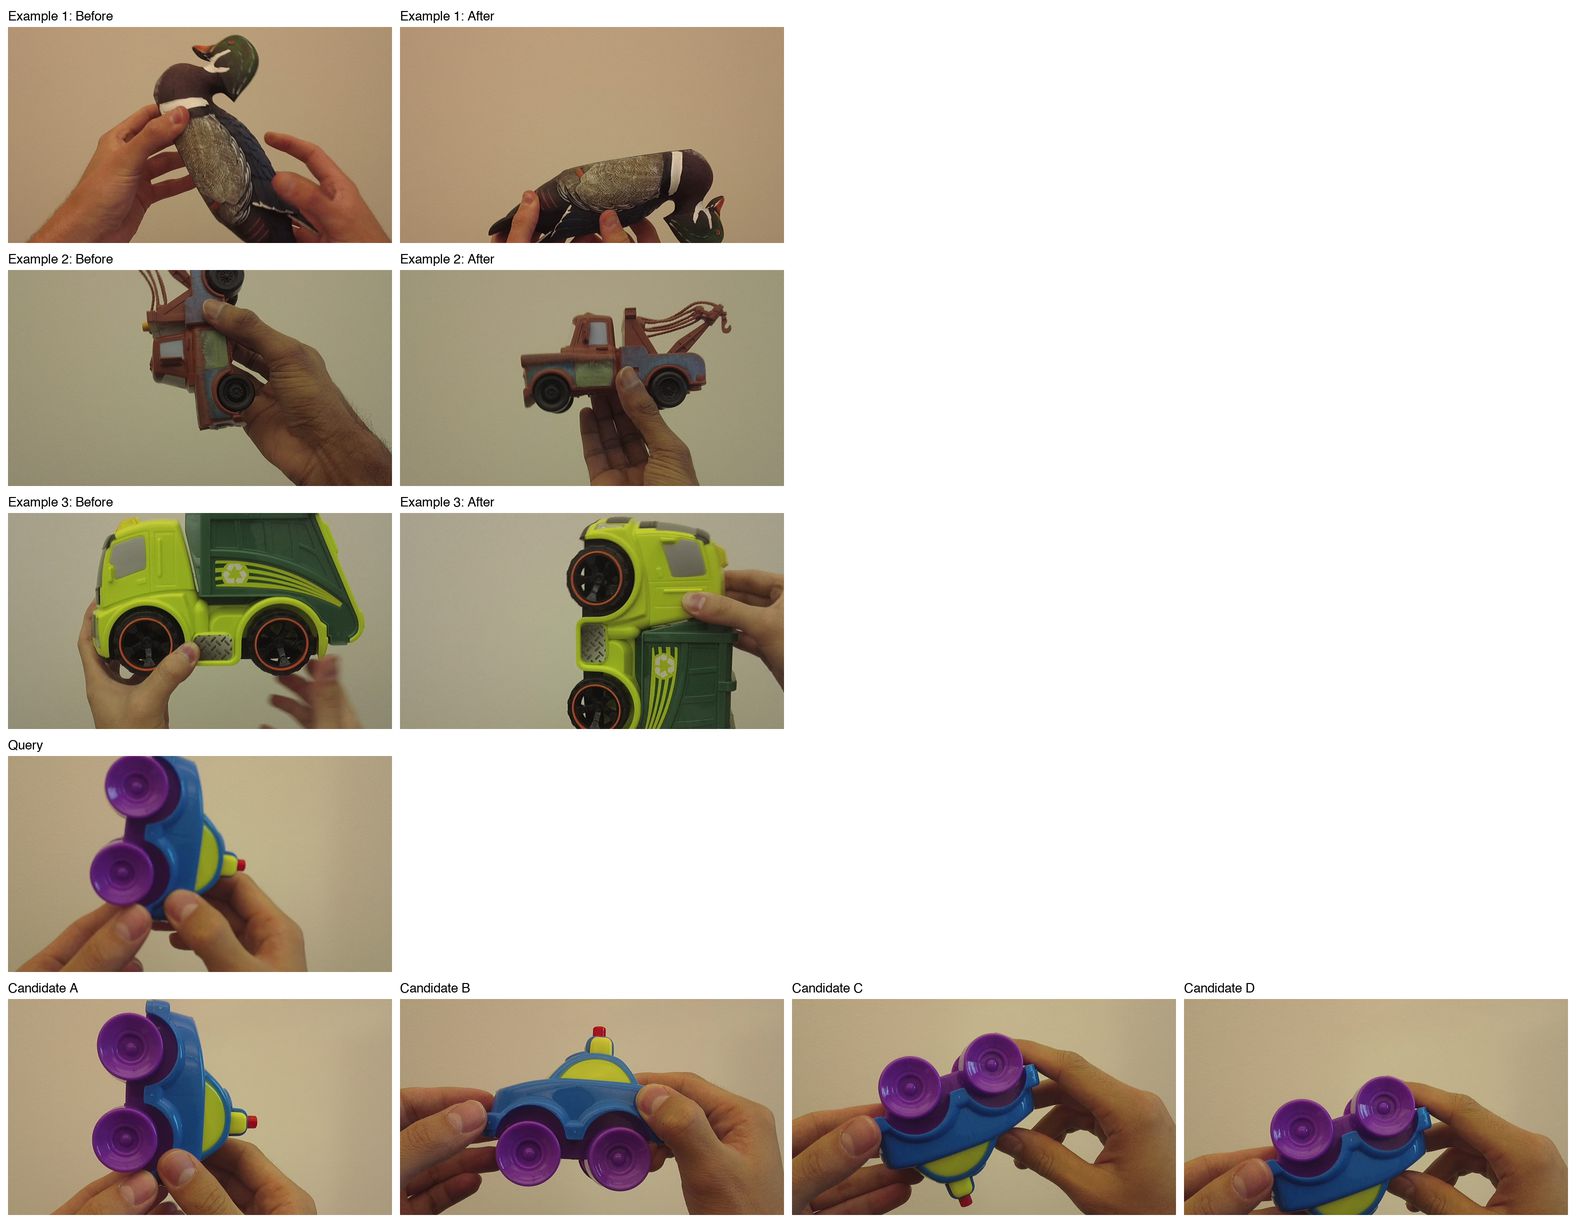 Example 1: Before
Example 1: After
Example 2: Before
Example 2: After
Example 3: Before
Example 3: After
Query
Candidate A
Candidate B
Candidate C
Candidate D